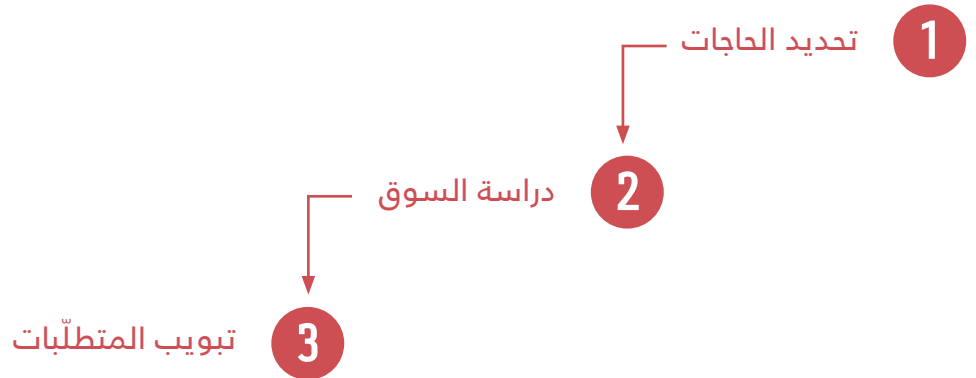 1 تحديد الحاجات
2 دراسة السوق
3 تبويب المتطلّبات